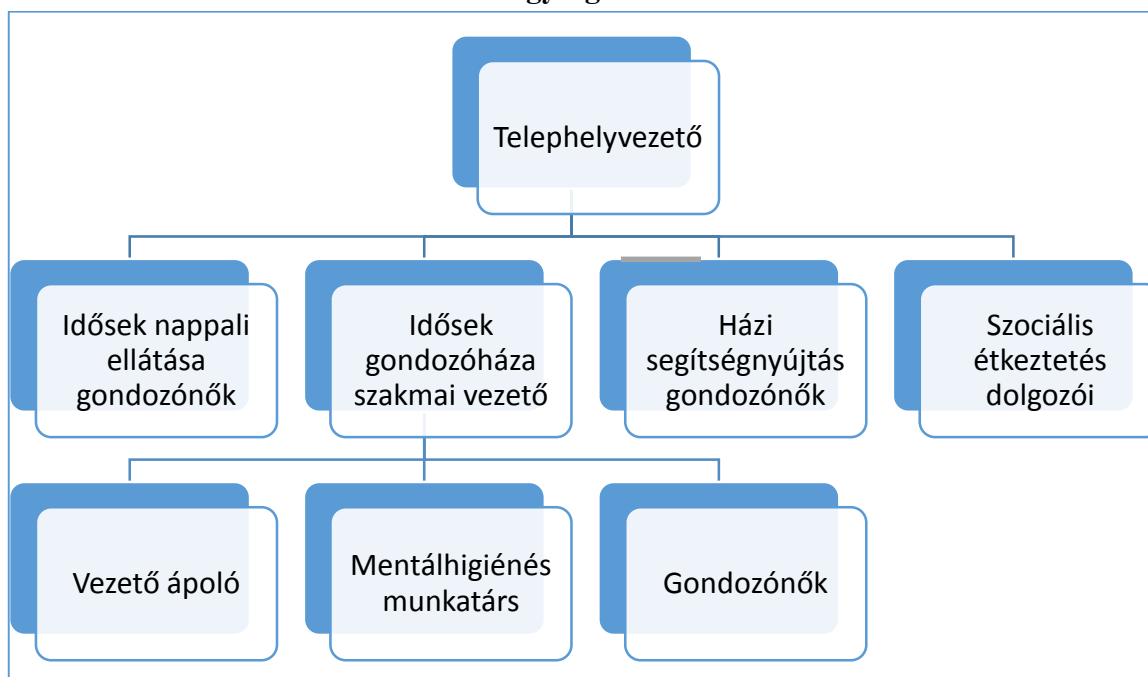 Telephelyvezető
Idősek nappali
ellátása
gondozónők
Idősek
gondozóháza
szakmai vezető
Házi
segítségnyújtás
gondozónők
Szociális
étkeztetés
dolgozói
Vezető ápoló
Mentálhigiénés
munkatárs
Gondozónők